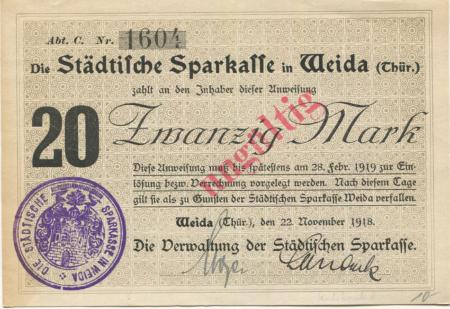 Abt. C. Nr. 1604
Die Städtische Sparkasse in Weida (Thür.)
zahlt an den Inhaber dieser Anweisung
20 Zwanzig Mark
ungültig
Diese Anweisung muß bis spätestens am 28. Febr. 1919 zur Ein-
lösung bezw. Verrechnung vorgelegt werden. Nach diesem Tage
gilt sie als zu Gunsten der Städtischen Sparkasse Weida verfallen.
Weida (Thür.), den 22. November 1918.
Die Verwaltung der Städtischen Sparkasse.
DIE STÄDTISCHE SPARKASSE IN WEIDA